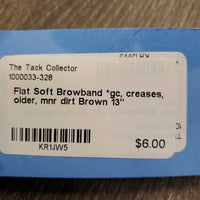 The Tack Collector
1000033-328
Flat Soft Browband *gc, creases,
older, mnr dirt Brown 13"
KR1JW5
$6.00